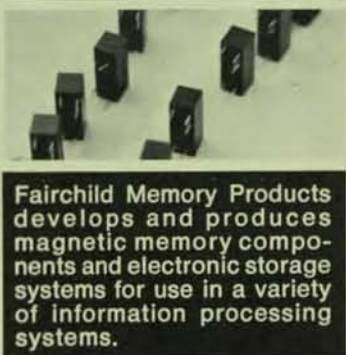 Fairchild Memory Products
develops and produces
magnetic memory compo-
nents and electronic storage
systems for use in a variety
of information processing
systems.